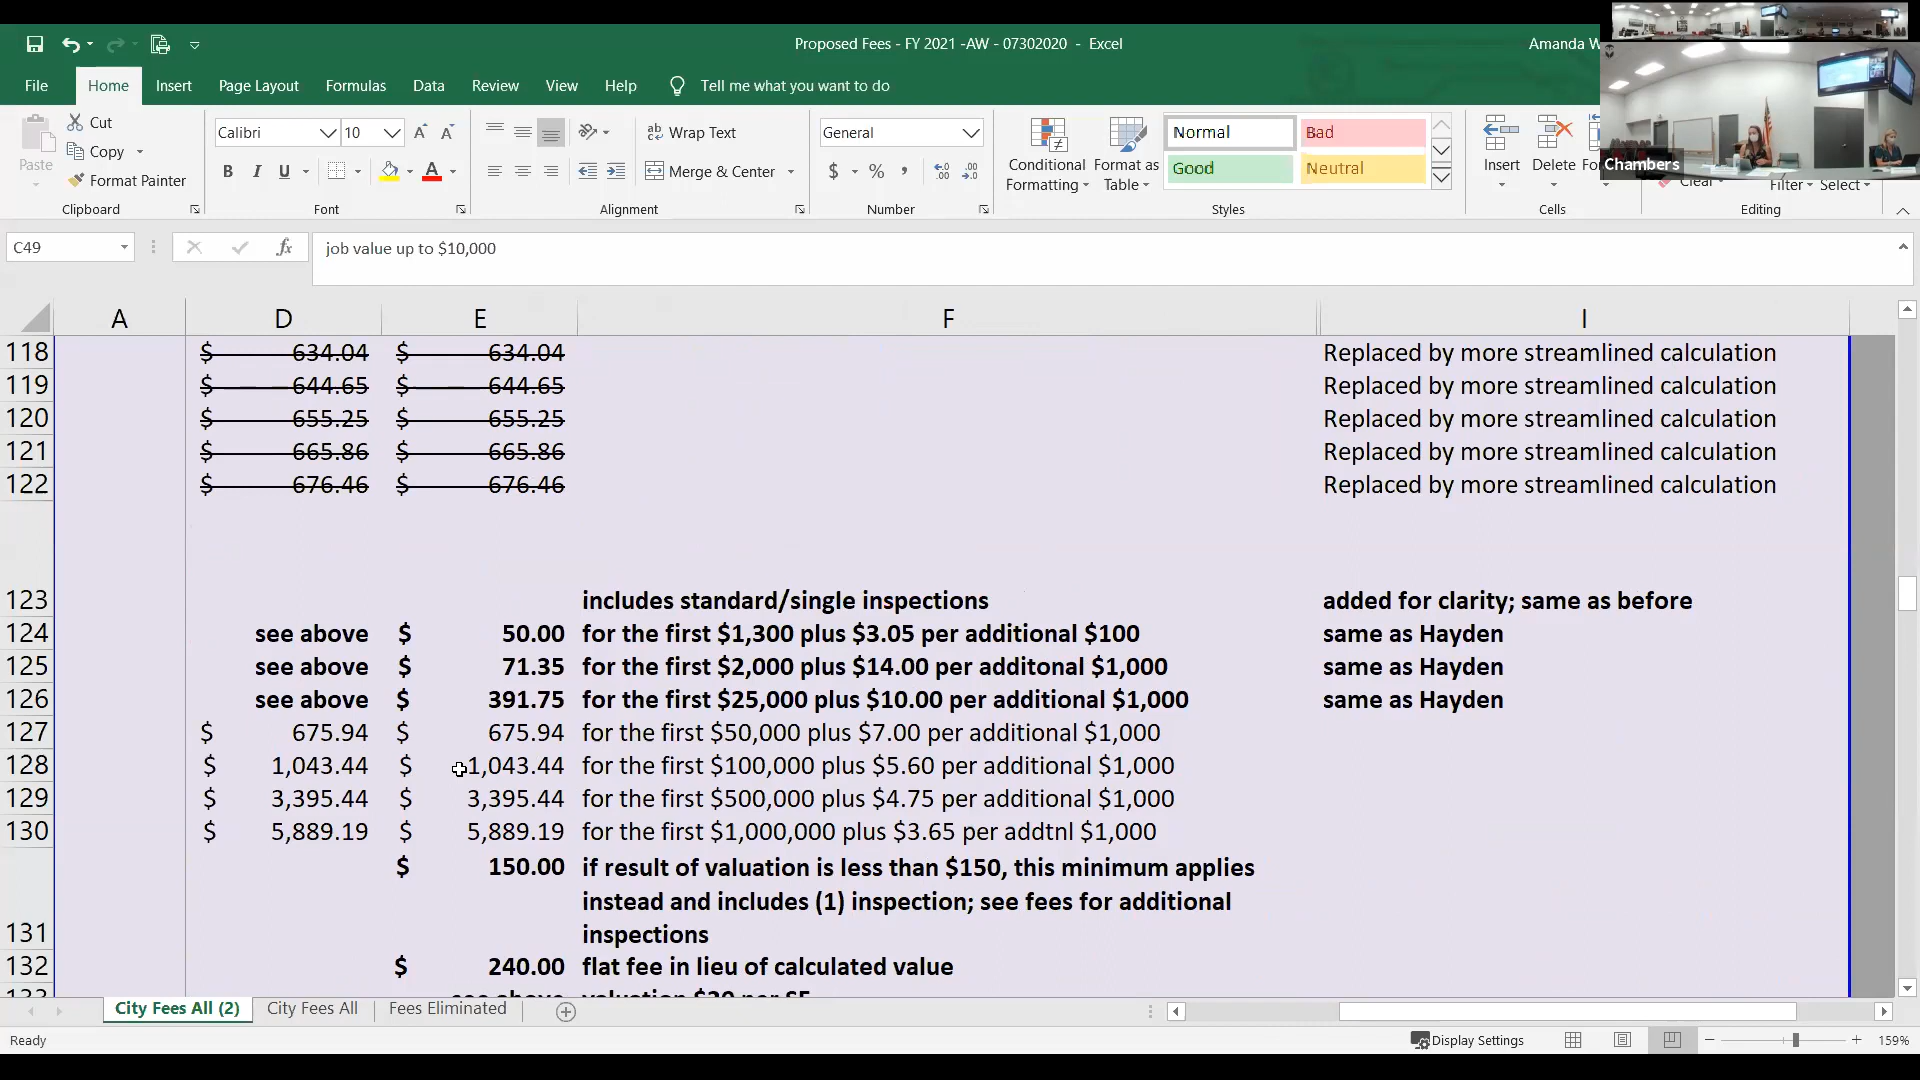 Proposed Fees - FY 2021 -AW - 07302020 - Excel
Amanda W
File Home Insert Page Layout Formulas Data Review View Help Tell me what you want to do
Cut
Copy
Format Painter
Paste
Clipboard
Calibri 10
B I U
Font
Wrap Text
Merge & Center
Alignment
General
$ % ,
Number
Conditional Formatting
Format as Table
Normal Bad
Good Neutral
Styles
Insert Delete
Cells
Clear
Filter Select
Editing
Chambers
C49 fx job value up to $10,000
A D E F I
118 $ 634.04 $ 634.04 Replaced by more streamlined calculation
119 $ 644.65 $ 644.65 Replaced by more streamlined calculation
120 $ 655.25 $ 655.25 Replaced by more streamlined calculation
121 $ 665.86 $ 665.86 Replaced by more streamlined calculation
122 $ 676.46 $ 676.46 Replaced by more streamlined calculation
123 includes standard/single inspections added for clarity; same as before
124 see above $ 50.00 for the first $1,300 plus $3.05 per additional $100 same as Hayden
125 see above $ 71.35 for the first $2,000 plus $14.00 per additonal $1,000 same as Hayden
126 see above $ 391.75 for the first $25,000 plus $10.00 per additional $1,000 same as Hayden
127 $ 675.94 $ 675.94 for the first $50,000 plus $7.00 per additional $1,000
128 $ 1,043.44 $ 1,043.44 for the first $100,000 plus $5.60 per additional $1,000
129 $ 3,395.44 $ 3,395.44 for the first $500,000 plus $4.75 per additional $1,000
130 $ 5,889.19 $ 5,889.19 for the first $1,000,000 plus $3.65 per addtnl $1,000
$ 150.00 if result of valuation is less than $150, this minimum applies
instead and includes (1) inspection; see fees for additional
131 inspections
132 $ 240.00 flat fee in lieu of calculated value
City Fees All (2) City Fees All Fees Eliminated
Ready Display Settings 159%